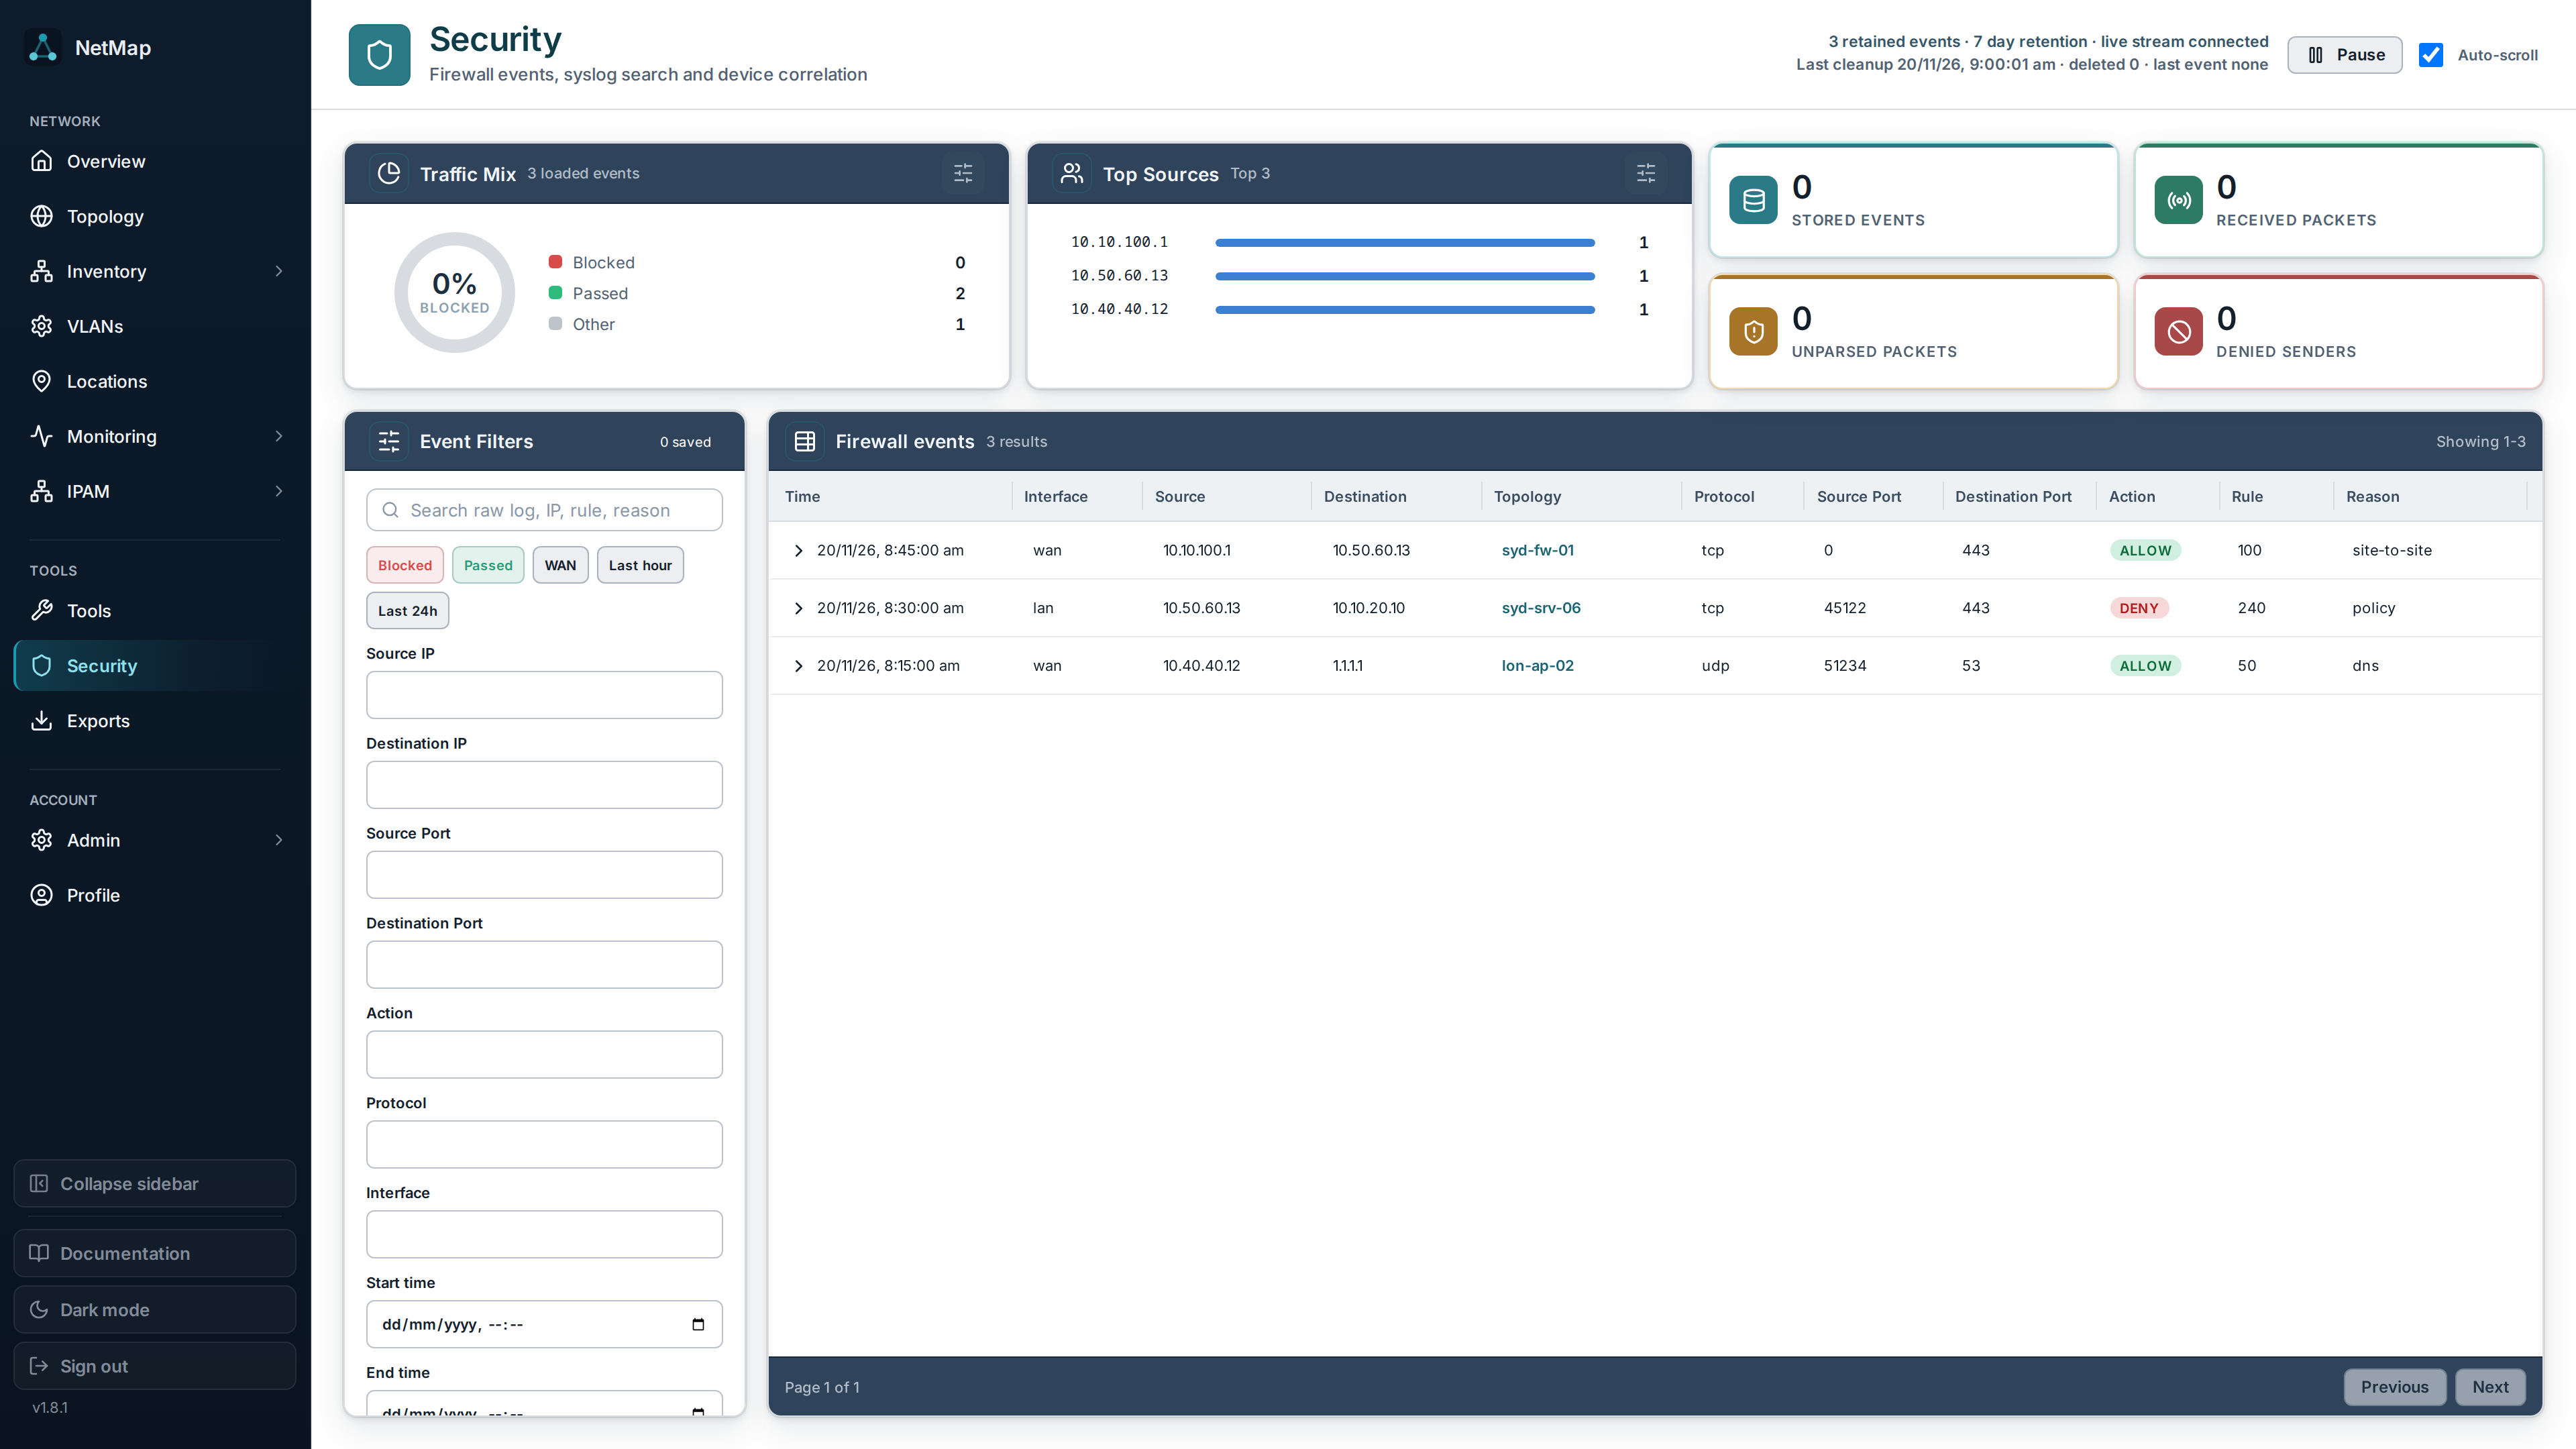 NetMap
NETWORK
Overview
Topology
Inventory
VLANs
Locations
Monitoring
IPAM
TOOLS
Tools
Security
Exports
ACCOUNT
Admin
Profile
Collapse sidebar
Documentation
Dark mode
Sign out
v1.8.1
Security
Firewall events, syslog search and device correlation
3 retained events · 7 day retention · live stream connected
Last cleanup 20/11/26, 9:00:01 am · deleted 0 · last event none
Pause
Auto-scroll
Traffic Mix 3 loaded events
0%
BLOCKED
Blocked 0
Passed 2
Other 1
Top Sources Top 3
10.10.100.1 1
10.50.60.13 1
10.40.40.12 1
0
STORED EVENTS
0
RECEIVED PACKETS
0
UNPARSED PACKETS
0
DENIED SENDERS
Event Filters 0 saved
Search raw log, IP, rule, reason
Blocked Passed WAN Last hour
Last 24h
Source IP
Destination IP
Source Port
Destination Port
Action
Protocol
Interface
Start time
dd/mm/yyyy, --:--
End time
dd/mm/yyyy, --:--
Firewall events 3 results Showing 1-3
Time Interface Source Destination Topology Protocol Source Port Destination Port Action Rule Reason
20/11/26, 8:45:00 am wan 10.10.100.1 10.50.60.13 syd-fw-01 tcp 0 443 ALLOW 100 site-to-site
20/11/26, 8:30:00 am lan 10.50.60.13 10.10.20.10 syd-srv-06 tcp 45122 443 DENY 240 policy
20/11/26, 8:15:00 am wan 10.40.40.12 1.1.1.1 lon-ap-02 udp 51234 53 ALLOW 50 dns
Page 1 of 1
Previous Next